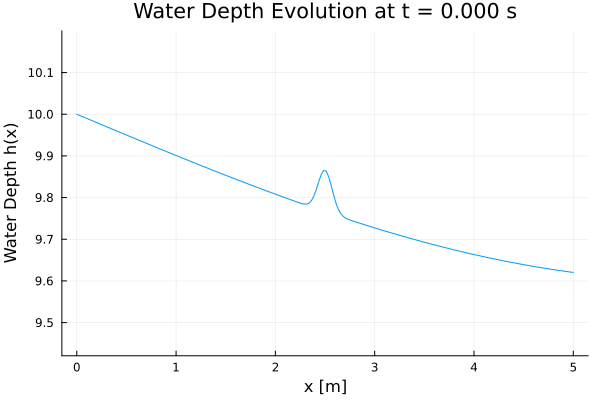 Water Depth Evolution at t = 0.000 s
Water Depth h(x)
10.1
10.0
9.9
9.8
9.7
9.6
9.5
0 1 2 3 4 5
x [m]